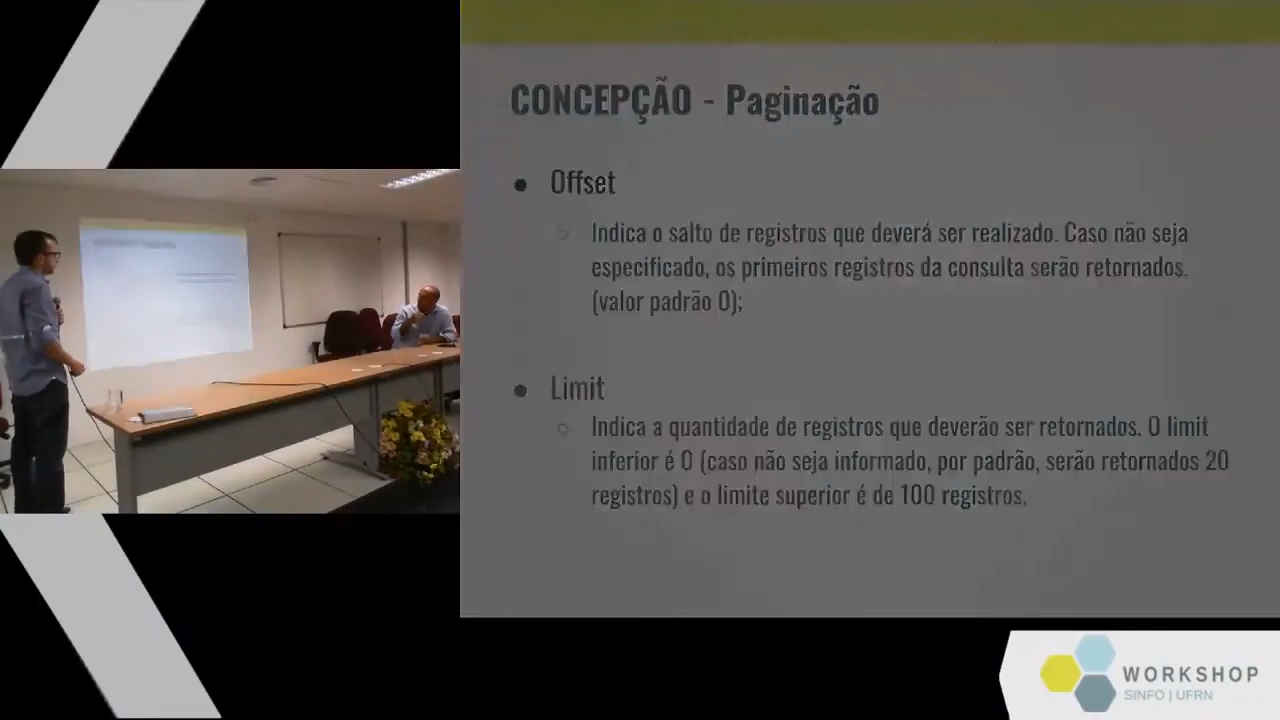 CONCEPÇÃO - Paginação
Offset
Indica o salto de registros que deverá ser realizado. Caso não seja
especificado, os primeiros registros da consulta serão retornados.
(valor padrão 0);
Limit
Indica a quantidade de registros que deverão ser retornados. O limit
inferior é 0 (caso não seja informado, por padrão, serão retornados 20
registros) e o limite superior é de 100 registros.
WORKSHOP
SINFO | UFRN